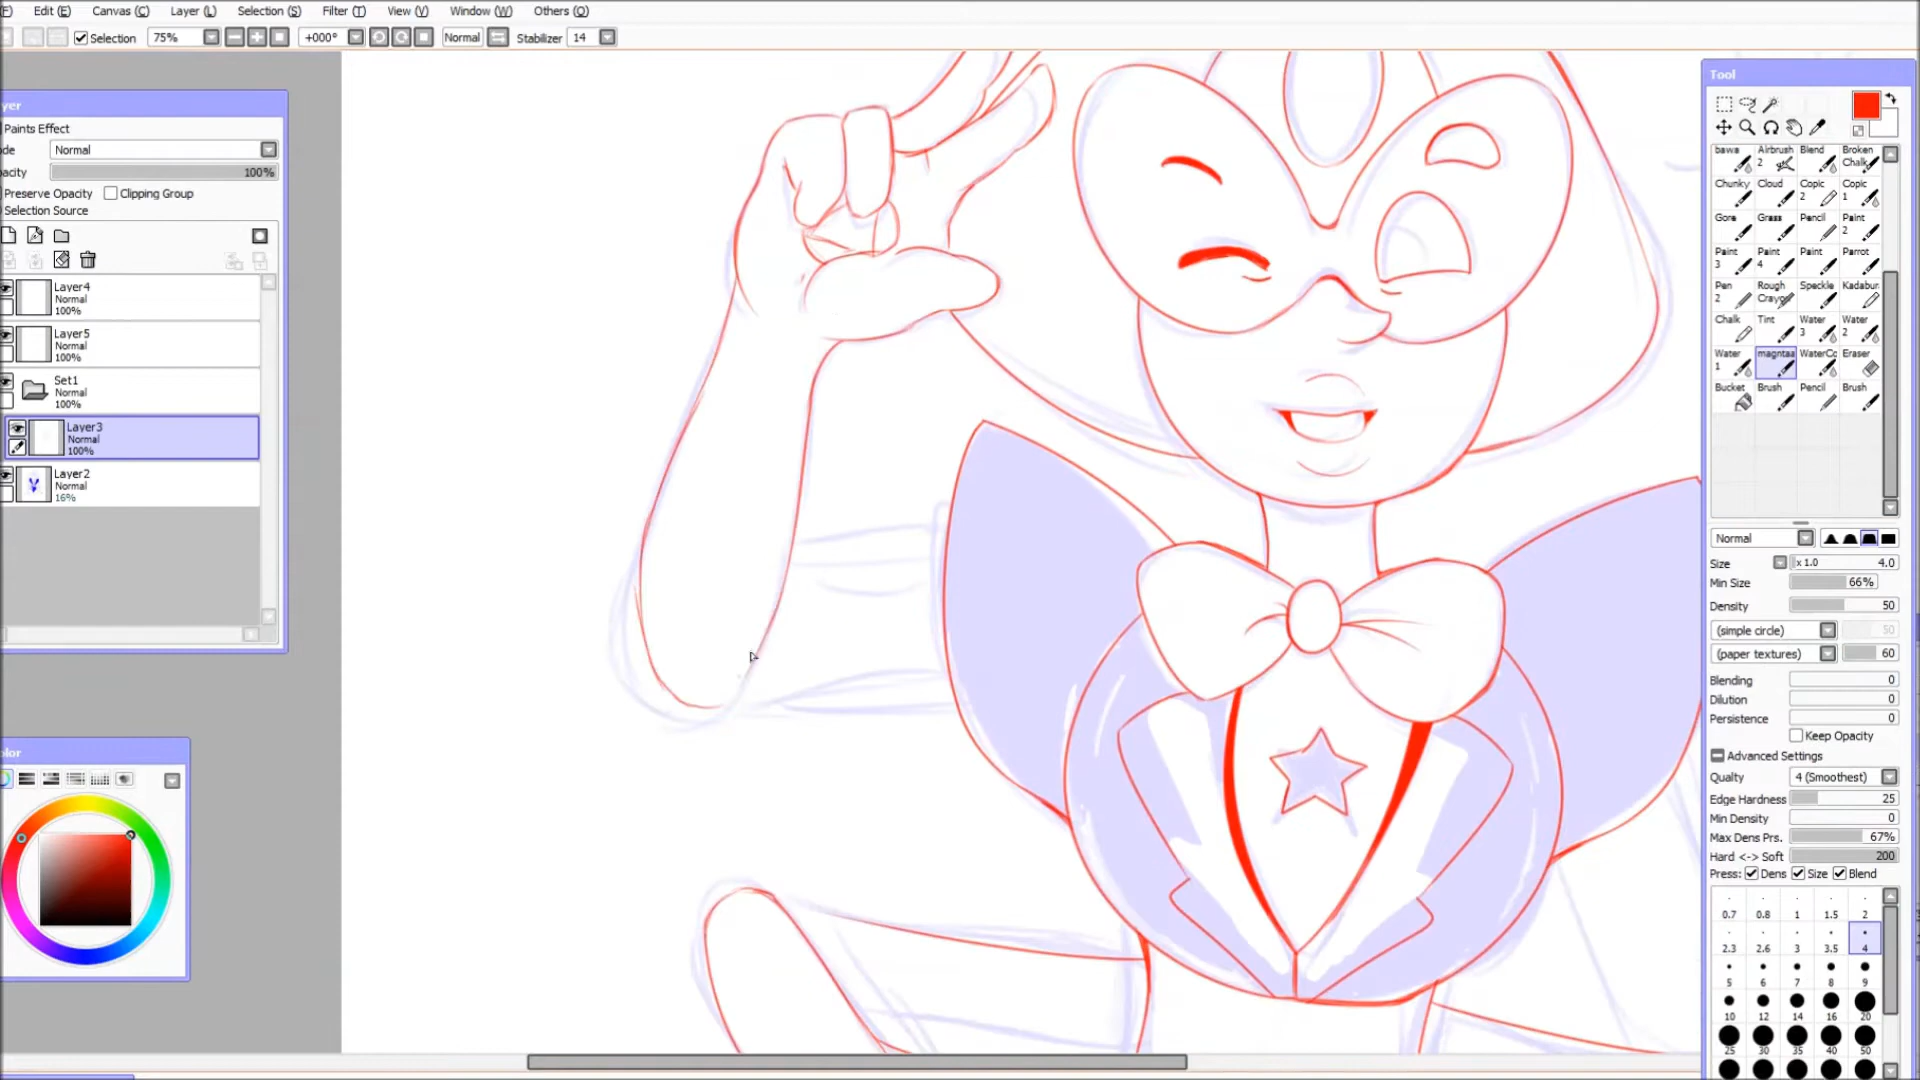 Edit (E) Canvas (C) Layer (L) Selection (S) Filter (T) View (V) Window (W) Others (O)
Selection 75% +000° Normal Stabilizer 14
yer
Paints Effect
ode Normal
pacity 100%
Preserve Opacity Clipping Group
Selection Source
Layer4
Normal
100%
Layer5
Normal
100%
Set1
Normal
100%
Layer3
Normal
100%
Layer2
Normal
16%
olor
Tool
bawa Airbrush 2 Blend Broken Chalk
Chunky Cloud Copic 2 Copic 1
Gore Grass Pencil Paint 2
Paint 3 Paint 4 Paint Parrot
Pen 2 Rough Crayo Speckle Kadabur
Chalk Tint Water 3 Water 2
Water 1 magntaa WaterCo Eraser
Bucket Brush Pencil Brush
Normal
Size x 1.0 4.0
Min Size 66%
Density 50
(simple circle) 50
(paper textures) 60
Blending 0
Dilution 0
Persistence 0
Keep Opacity
Advanced Settings
Quality 4 (Smoothest)
Edge Hardness 25
Min Density 0
Max Dens Prs. 67%
Hard <-> Soft 200
Press: Dens Size Blend
0.7 0.8 1 1.5 2
2.3 2.6 3 3.5 4
5 6 7 8 9
10 12 14 16 20
25 30 35 40 50